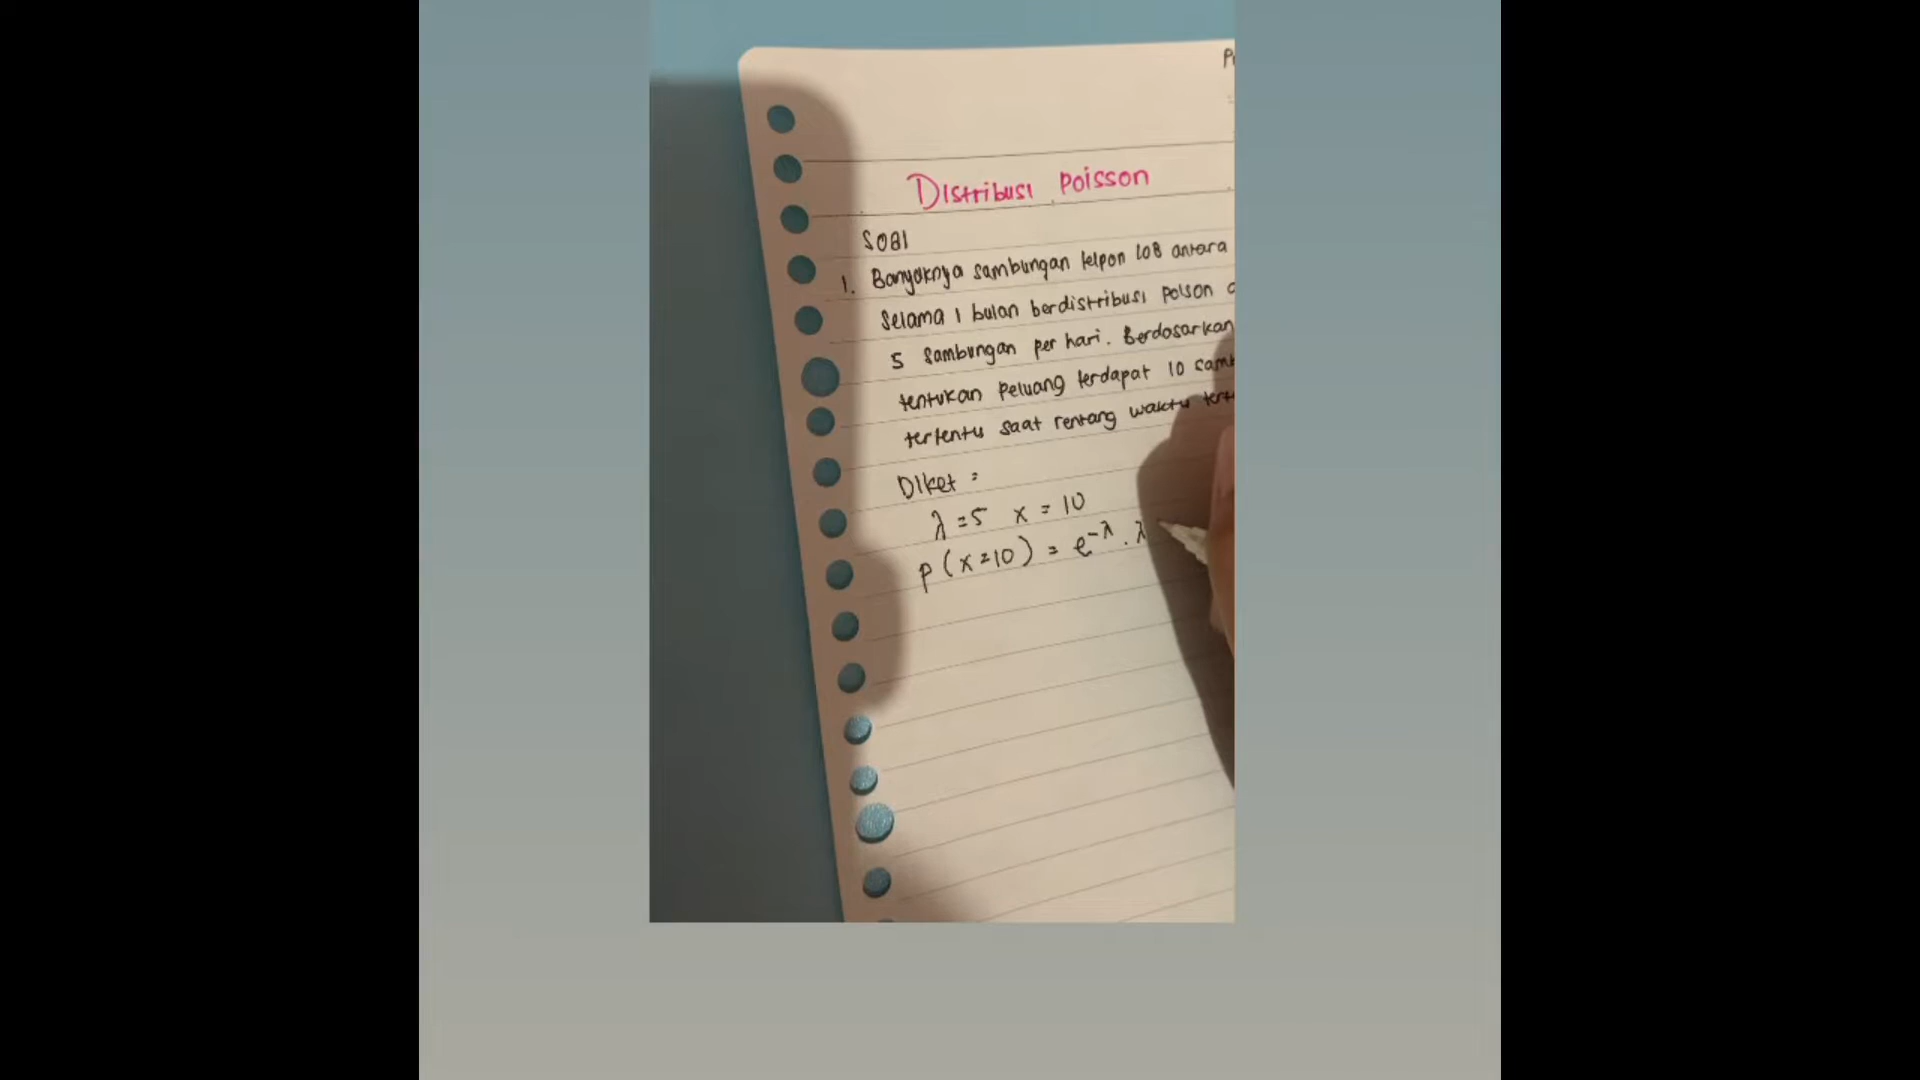 Distribusi Poisson
Soal
1. Banyaknya sambungan telpon 108 antara
selama 1 bulan berdistribusi poison
5 sambungan per hari. Berdasarkan
tentukan peluang terdapat 10
tertentu saat rentang waktu
Diket :
λ = 5 x = 10
p (x = 10) = e^-λ . λ